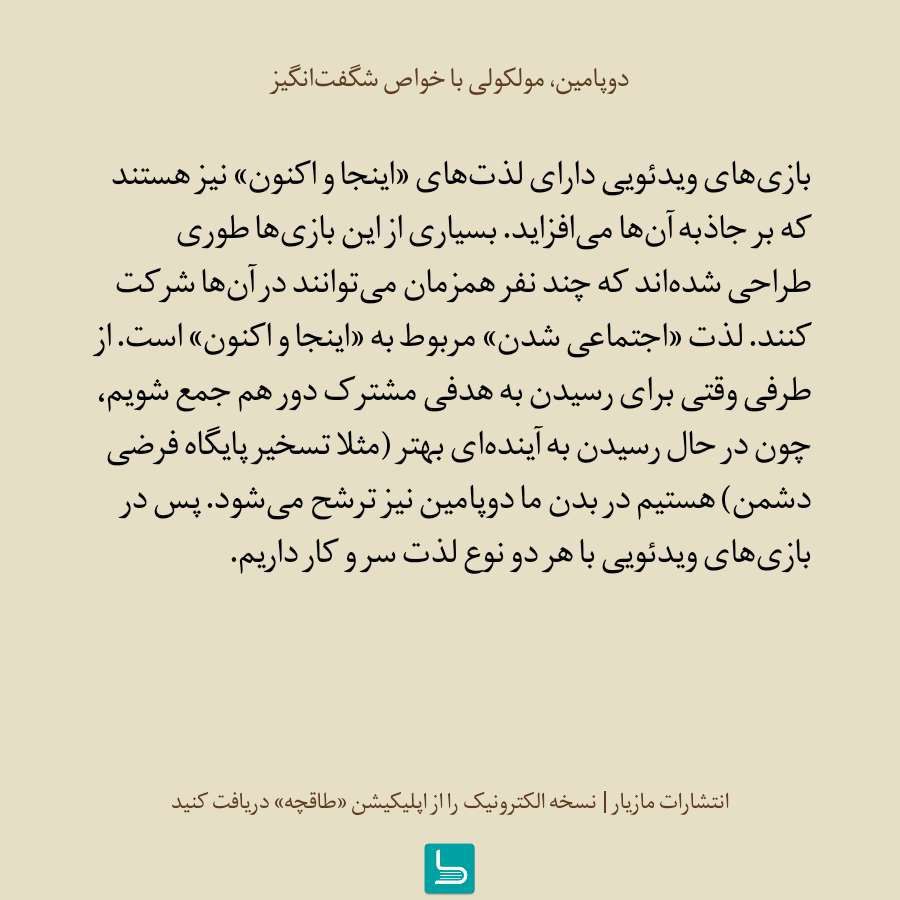 دوپامین، مولکولی با خواص شگفت‌انگیز
بازی‌های ویدئویی دارای لذت‌های «اینجا و اکنون» نیز هستند
که بر جاذبه آن‌ها می‌افزاید. بسیاری از این بازی‌ها طوری
طراحی شده‌اند که چند نفر همزمان می‌توانند در آن‌ها شرکت
کنند. لذت «اجتماعی شدن» مربوط به «اینجا و اکنون» است. از
طرفی وقتی برای رسیدن به هدفی مشترک دور هم جمع شویم،
چون در حال رسیدن به آینده‌ای بهتر (مثلا تسخیر پایگاه فرضی
دشمن) هستیم در بدن ما دوپامین نیز ترشح می‌شود. پس در
بازی‌های ویدئویی با هر دو نوع لذت سر و کار داریم.
انتشارات مازیار | نسخه الکترونیک را از اپلیکیشن «طاقچه» دریافت کنید